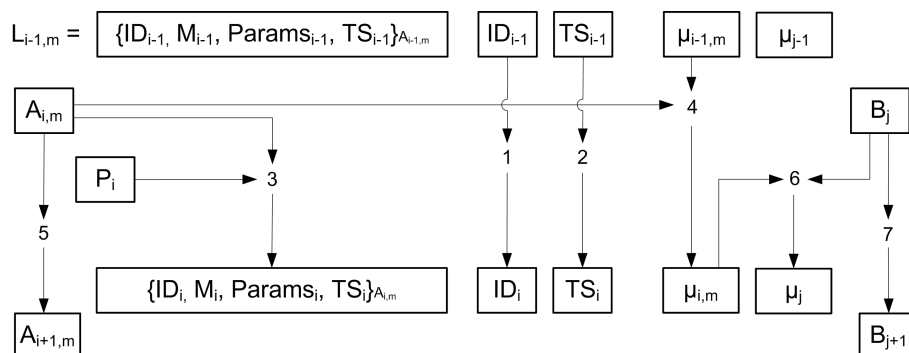 L_{i-1,m} = {ID_{i-1}, M_{i-1}, Params_{i-1}, TS_{i-1}}_{A_{i-1,m}} ID_{i-1} TS_{i-1} μ_{i-1,m} μ_{j-1}
A_{i,m} 4 B_j
1 2
P_i 3 6
5 7
{ID_i, M_i, Params_i, TS_i}_{A_{i,m}} ID_i TS_i μ_{i,m} μ_j
A_{i+1,m} B_{j+1}